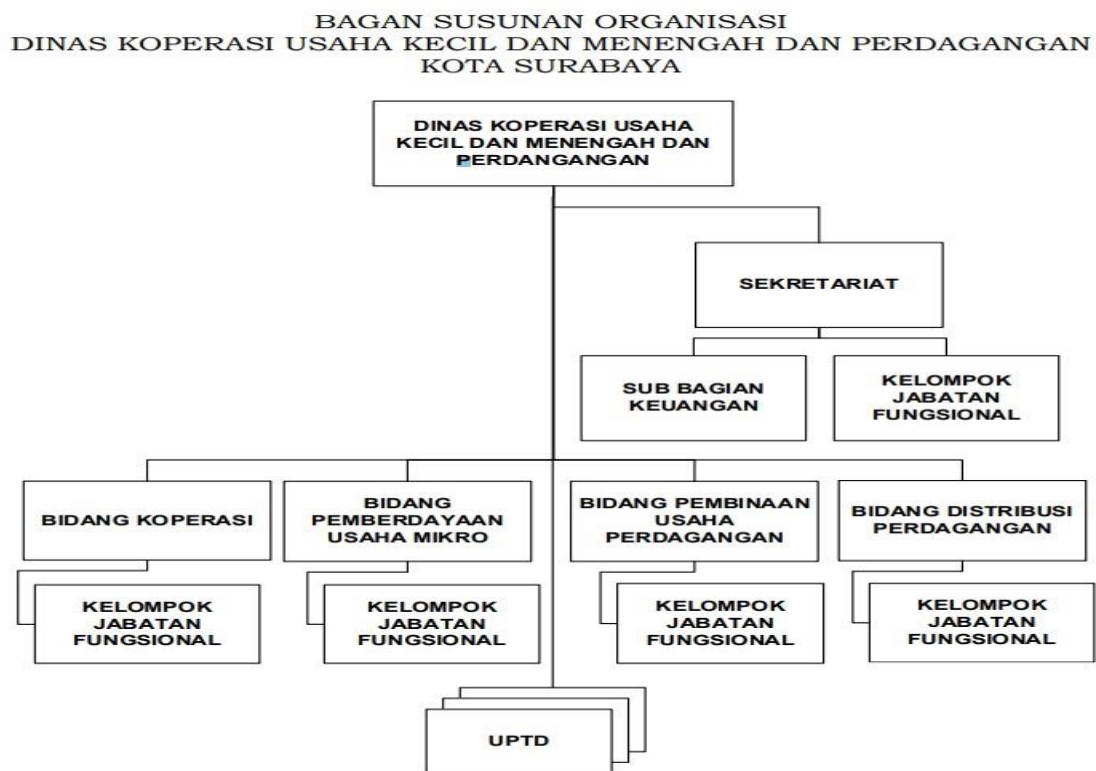 BAGAN SUSUNAN ORGANISASI
DINAS KOPERASI USAHA KECIL DAN MENENGAH DAN PERDAGANGAN
KOTA SURABAYA
DINAS KOPERASI USAHA
KECIL DAN MENENGAH DAN
PERDANGANGAN
SEKRETARIAT
SUB BAGIAN
KEUANGAN
KELOMPOK
JABATAN
FUNGSIONAL
BIDANG KOPERASI
BIDANG
PEMBERDAYAAN
USAHA MIKRO
BIDANG PEMBINAAN
USAHA
PERDAGANGAN
BIDANG DISTRIBUSI
PERDAGANGAN
KELOMPOK
JABATAN
FUNGSIONAL
KELOMPOK
JABATAN
FUNGSIONAL
KELOMPOK
JABATAN
FUNGSIONAL
KELOMPOK
JABATAN
FUNGSIONAL
UPTD